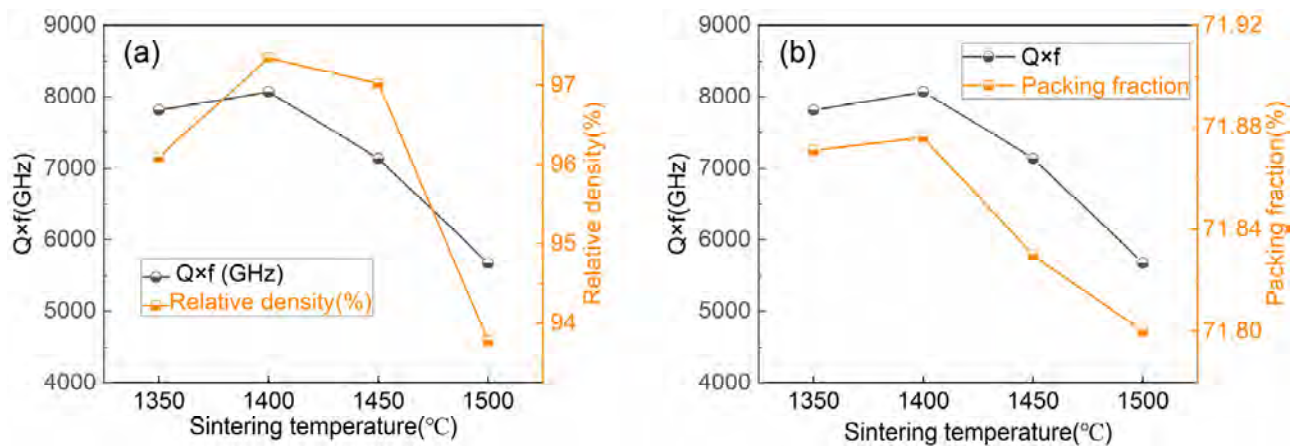 (a)
9000
8000
7000
6000
5000
4000
Q×f(GHz)
Q×f (GHz)
Relative density(%)
97
96
95
94
Relative density(%)
1350 1400 1450 1500
Sintering temperature(℃)
(b)
9000
8000
7000
6000
5000
4000
Q×f(GHz)
Q×f
Packing fraction
71.92
71.88
71.84
71.80
Packing fraction(%)
1350 1400 1450 1500
Sintering temperature(℃)